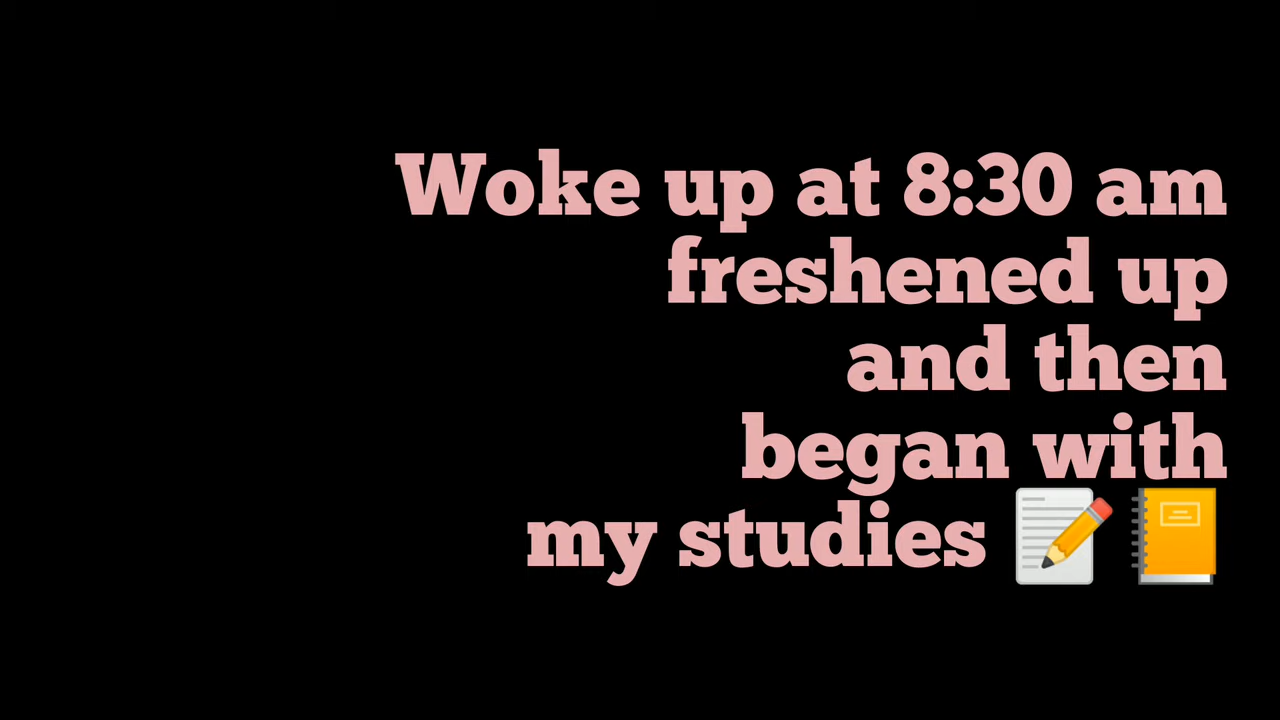 Woke up at 8:30 am
freshened up
and then
began with
my studies 📝 📒